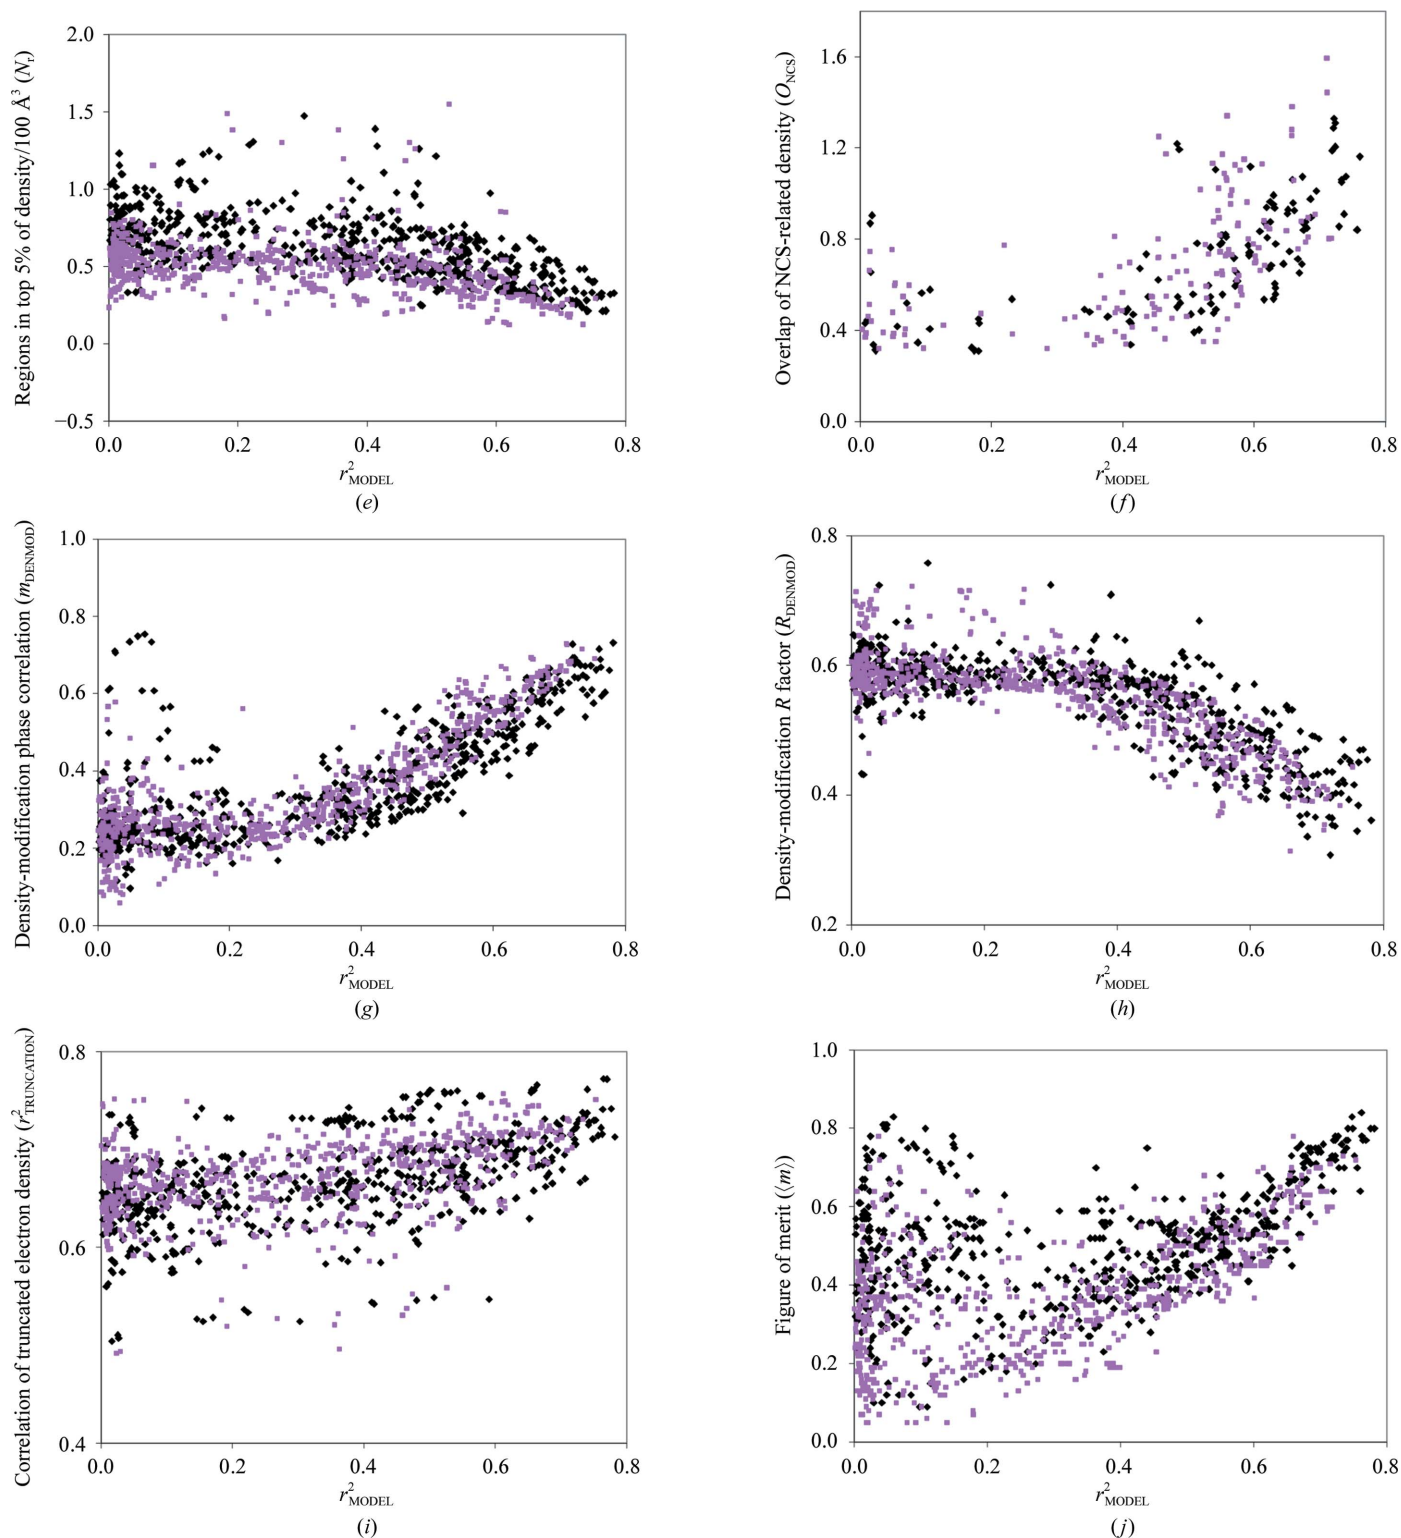 Regions in top 5% of density/100 Å³ (Nr)
2.0
1.5
1.0
0.5
0.0
−0.5
0.0 0.2 0.4 0.6 0.8
r²MODEL
(e)
Overlap of NCS-related density (ONCS)
1.6
1.2
0.8
0.4
0.0
0.0 0.2 0.4 0.6 0.8
r²MODEL
(f)
Density-modification phase correlation (mDENMOD)
1.0
0.8
0.6
0.4
0.2
0.0
0.0 0.2 0.4 0.6 0.8
r²MODEL
(g)
Density-modification R factor (RDENMOD)
0.8
0.6
0.4
0.2
0.0 0.2 0.4 0.6 0.8
r²MODEL
(h)
Correlation of truncated electron density (r²TRUNCATION)
0.8
0.6
0.4
0.0 0.2 0.4 0.6 0.8
r²MODEL
(i)
Figure of merit (⟨m⟩)
1.0
0.8
0.6
0.4
0.2
0.0
0.0 0.2 0.4 0.6 0.8
r²MODEL
(j)